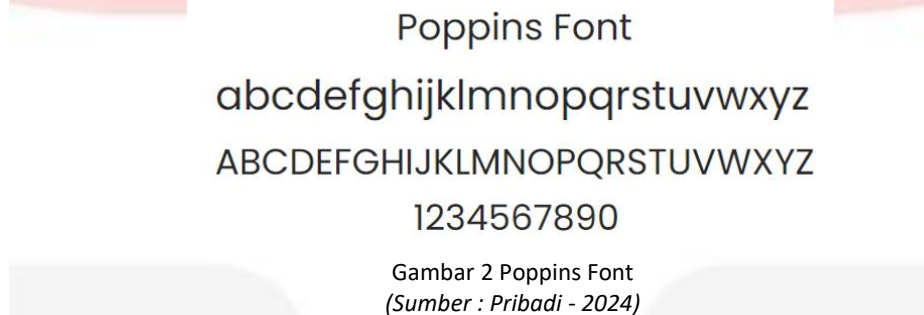 Poppins Font
abcdefghijklmnopqrstuvwxyz
ABCDEFGHIJKLMNOPQRSTUVWXYZ
1234567890
Gambar 2 Poppins Font
(Sumber : Pribadi - 2024)